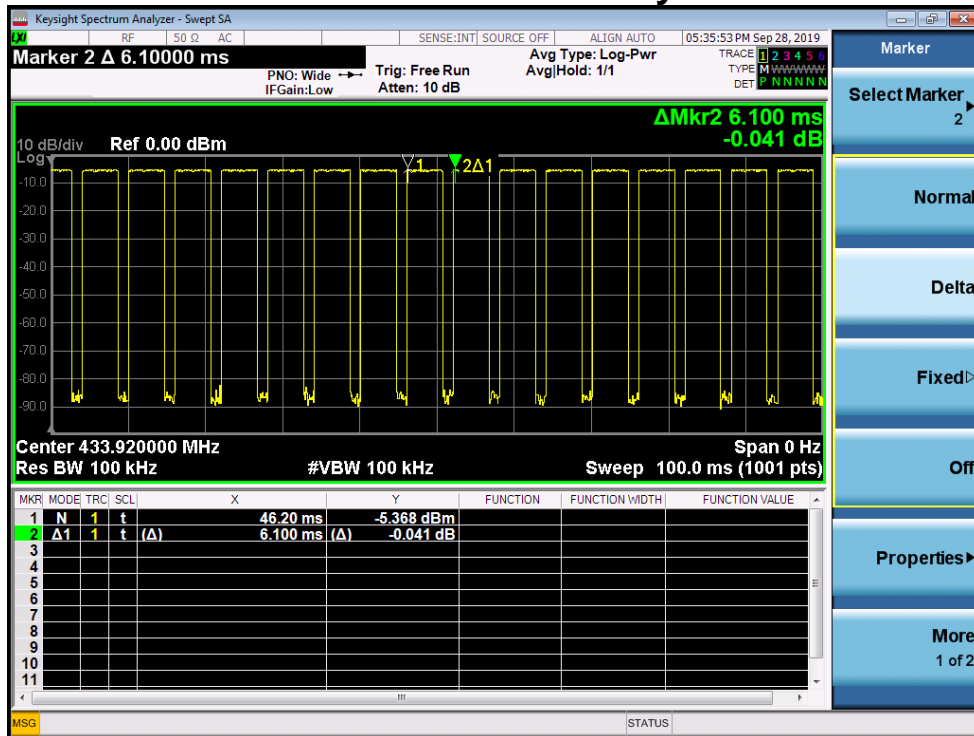 Keysight Spectrum Analyzer - Swept SA
LXI RF 50 Ω AC SENSE:INT SOURCE OFF ALIGN AUTO 05:35:53 PM Sep 28, 2019
Marker 2 Δ 6.10000 ms
PNO: Wide
IFGain:Low
Trig: Free Run
Atten: 10 dB
Avg Type: Log-Pwr
Avg|Hold: 1/1
TRACE 1 2 3 4 5 6
TYPE M WWWWW
DET P N N N N N
ΔMkr2 6.100 ms
-0.041 dB
10 dB/div Ref 0.00 dBm
Log
1 2Δ1
-10.0
-20.0
-30.0
-40.0
-50.0
-60.0
-70.0
-80.0
-90.0
Center 433.920000 MHz Span 0 Hz
Res BW 100 kHz #VBW 100 kHz Sweep 100.0 ms (1001 pts)
MKR MODE TRC SCL X Y FUNCTION FUNCTION WIDTH FUNCTION VALUE
1 N 1 t 46.20 ms -5.368 dBm
2 Δ1 1 t (Δ) 6.100 ms (Δ) -0.041 dB
3
4
5
6
7
8
9
10
11
MSG STATUS
Marker
Select Marker
2
Normal
Delta
Fixed
Off
Properties
More
1 of 2